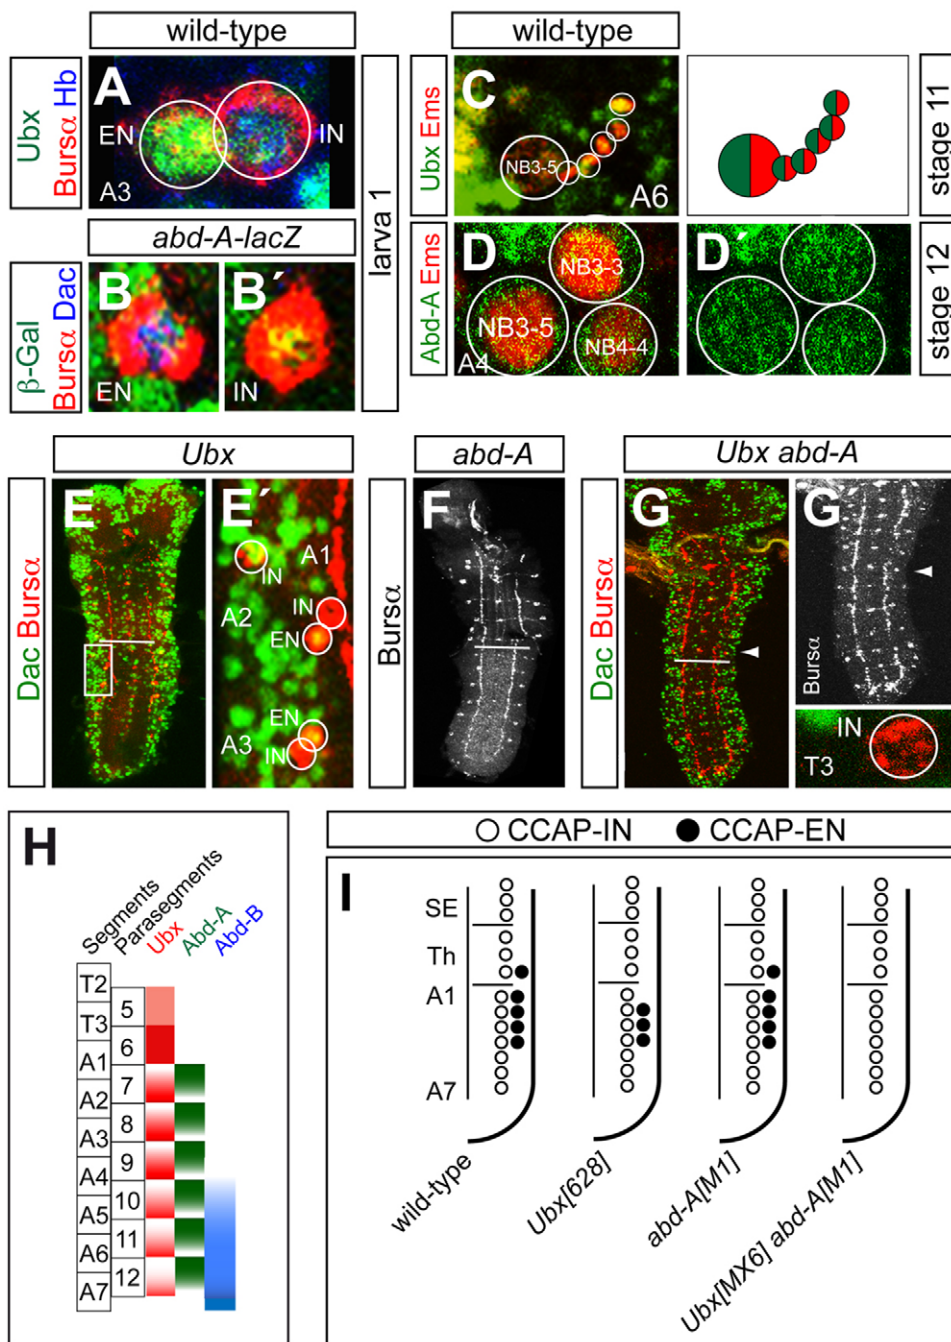 wild-type
wild-type
Ubx
Bursα Hb
A
EN
IN
A3
larva 1
Ubx Ems
C
NB3-5
A6
stage 11
abd-A-lacZ
β-Gal
Bursα Dac
B
EN
B´
IN
Abd-A Ems
D
NB3-3
NB3-5
NB4-4
A4
D´
stage 12
Ubx
abd-A
Ubx abd-A
Dac Bursα
E
E´
A1
IN
A2
IN
EN
A3
EN
IN
Bursα
F
Dac Bursα
G
G´
Bursα
IN
T3
H
Segments
Parasegments
Ubx
Abd-A
Abd-B
T2
T3
A1
A2
A3
A4
A5
A6
A7
5
6
7
8
9
10
11
12
CCAP-IN
CCAP-EN
I
SE
Th
A1
A7
wild-type
Ubx[628]
abd-A[M1]
Ubx[MX6] abd-A[M1]